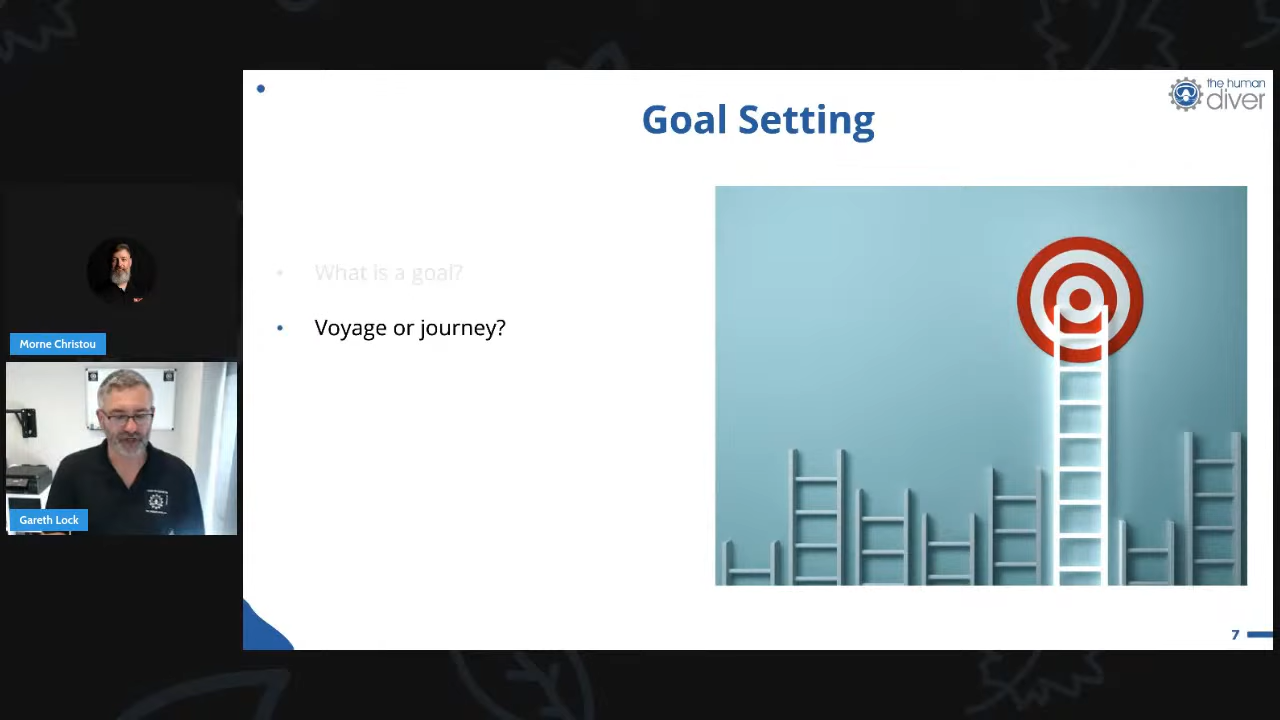 the human
diver
Goal Setting
What is a goal?
Voyage or journey?
Morne Christou
Gareth Lock
7